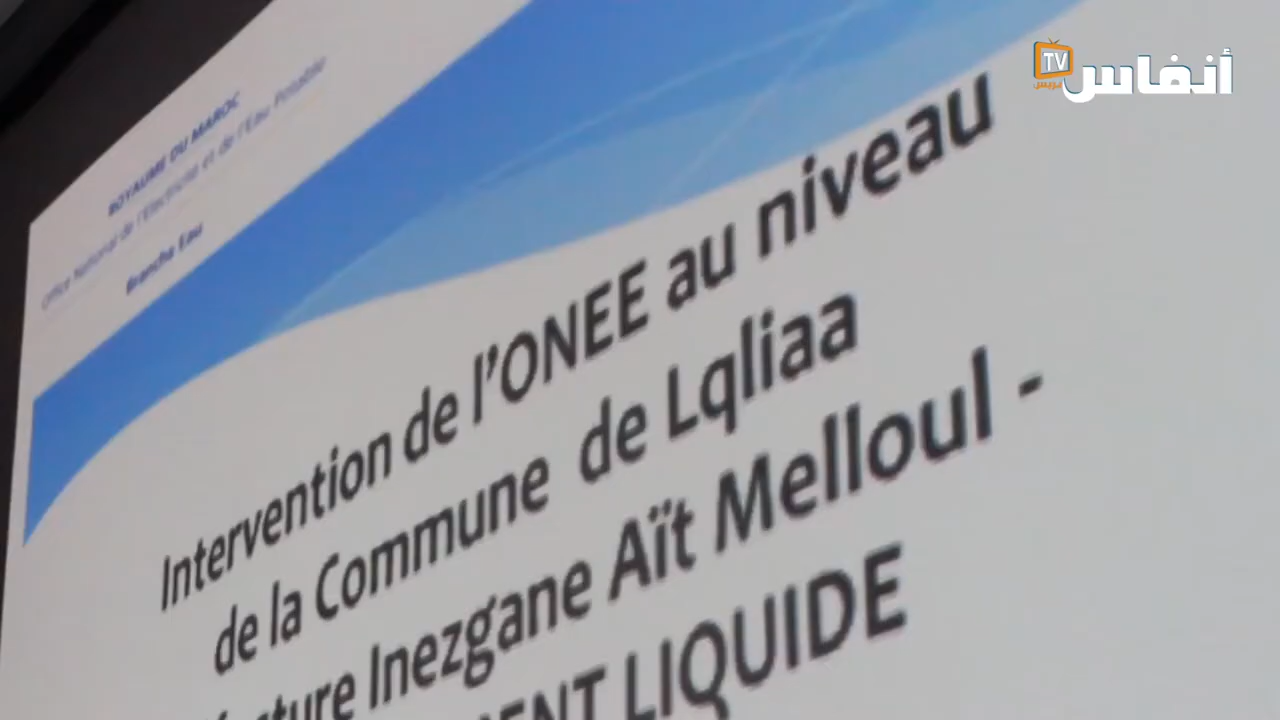 ROYAUME DU MAROC
Office National de l'Electricité et de l'Eau Potable
Branche Eau
Intervention de l'ONEE au niveau
de la Commune de Lqliaa
Inezgane Aït Melloul -
LIQUIDE
أنفاس
بريس
TV